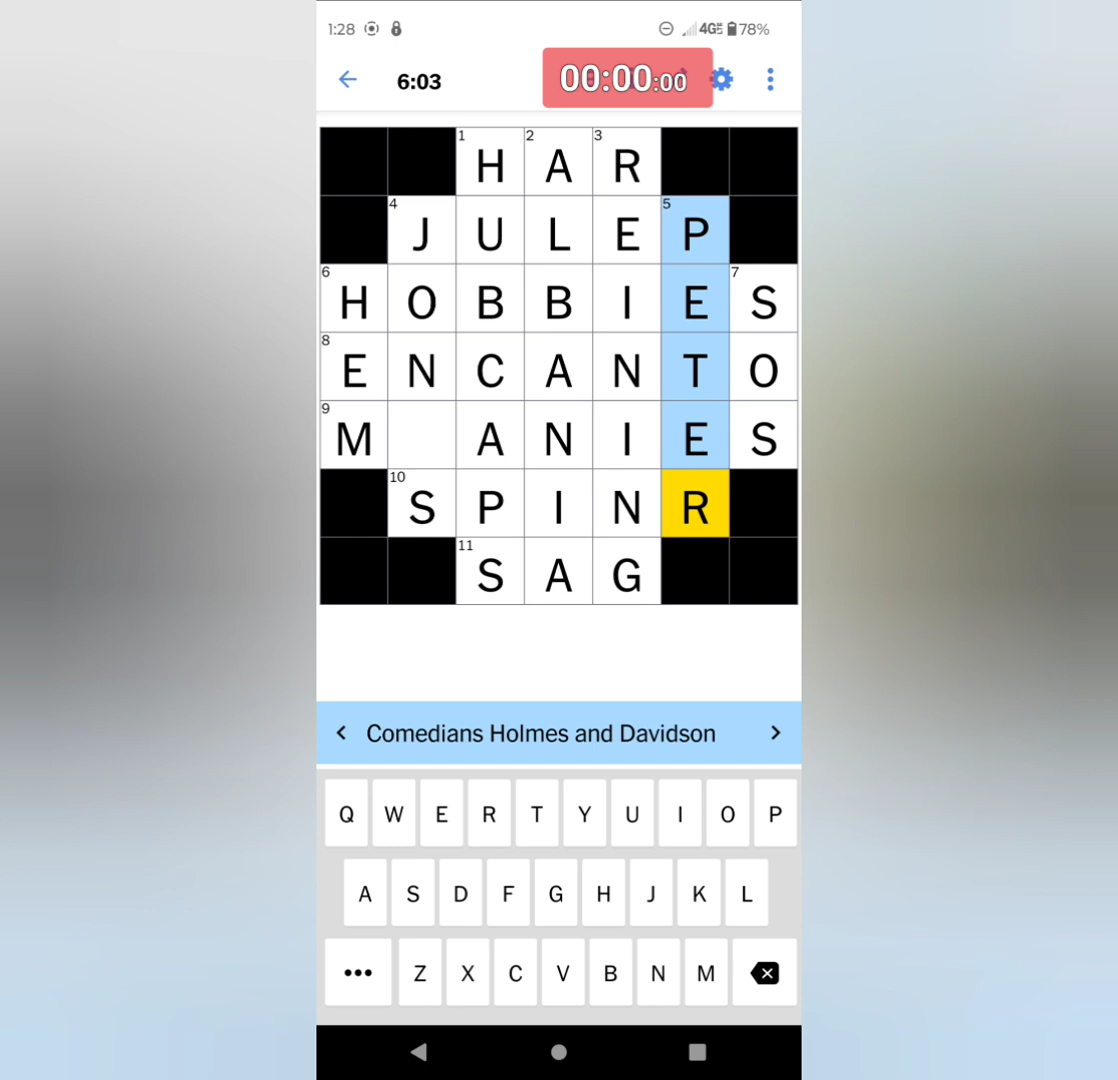 1:28 4G 78%
6:03 00:00:00
1 H 2 A 3 R
4 J U L E 5 P
6 H O B B I E 7 S
8 E N C A N T O
9 M A N I E S
10 S P I N R
11 S A G
Comedians Holmes and Davidson
Q W E R T Y U I O P
A S D F G H J K L
••• Z X C V B N M